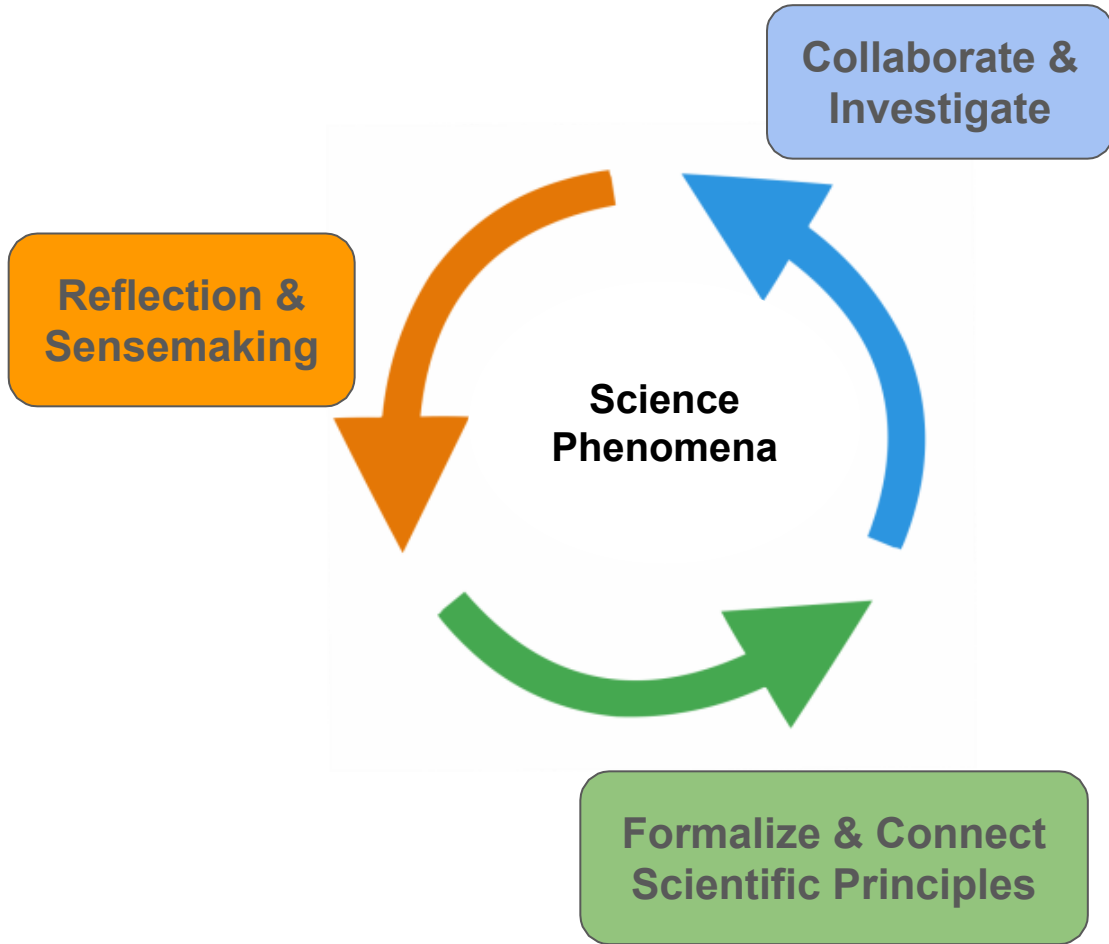 Collaborate &
Investigate
Reflection &
Sensemaking
Science
Phenomena
Formalize & Connect
Scientific Principles